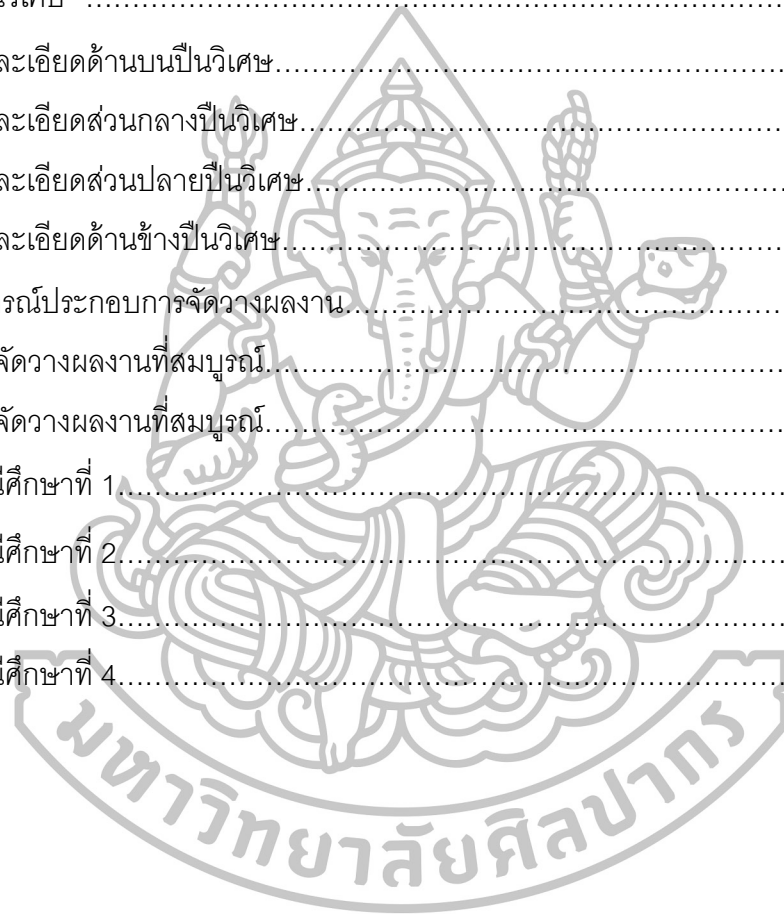 ละเอียดด้านบนปืนวิเศษ……………………………………………………………
ละเอียดส่วนกลางปืนวิเศษ…………………………………………………………
ละเอียดส่วนปลายปืนวิเศษ…………………………………………………………
ละเอียดด้านข้างปืนวิเศษ……………………………………………………………
รณ์ประกอบการจัดวางผลงาน……………………………………………………
จัดวางผลงานที่สมบูรณ์……………………………………………………………
จัดวางผลงานที่สมบูรณ์……………………………………………………………
ศึกษาที่ 1……………………………………………………………………………
ศึกษาที่ 2……………………………………………………………………………
ศึกษาที่ 3……………………………………………………………………………
ศึกษาที่ 4……………………………………………………………………………
มหาวิทยาลัยศิลปากร